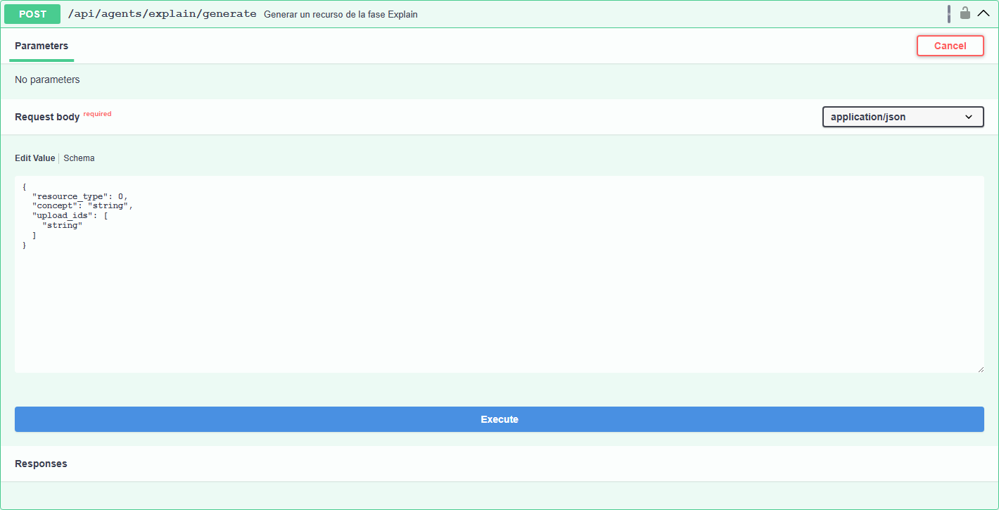 POST /api/agents/explain/generate Generar un recurso de la fase Explain
Parameters
Cancel
No parameters
Request body required
application/json
Edit Value | Schema
{
  "resource_type": 0,
  "concept": "string",
  "upload_ids": [
    "string"
  ]
}
Execute
Responses